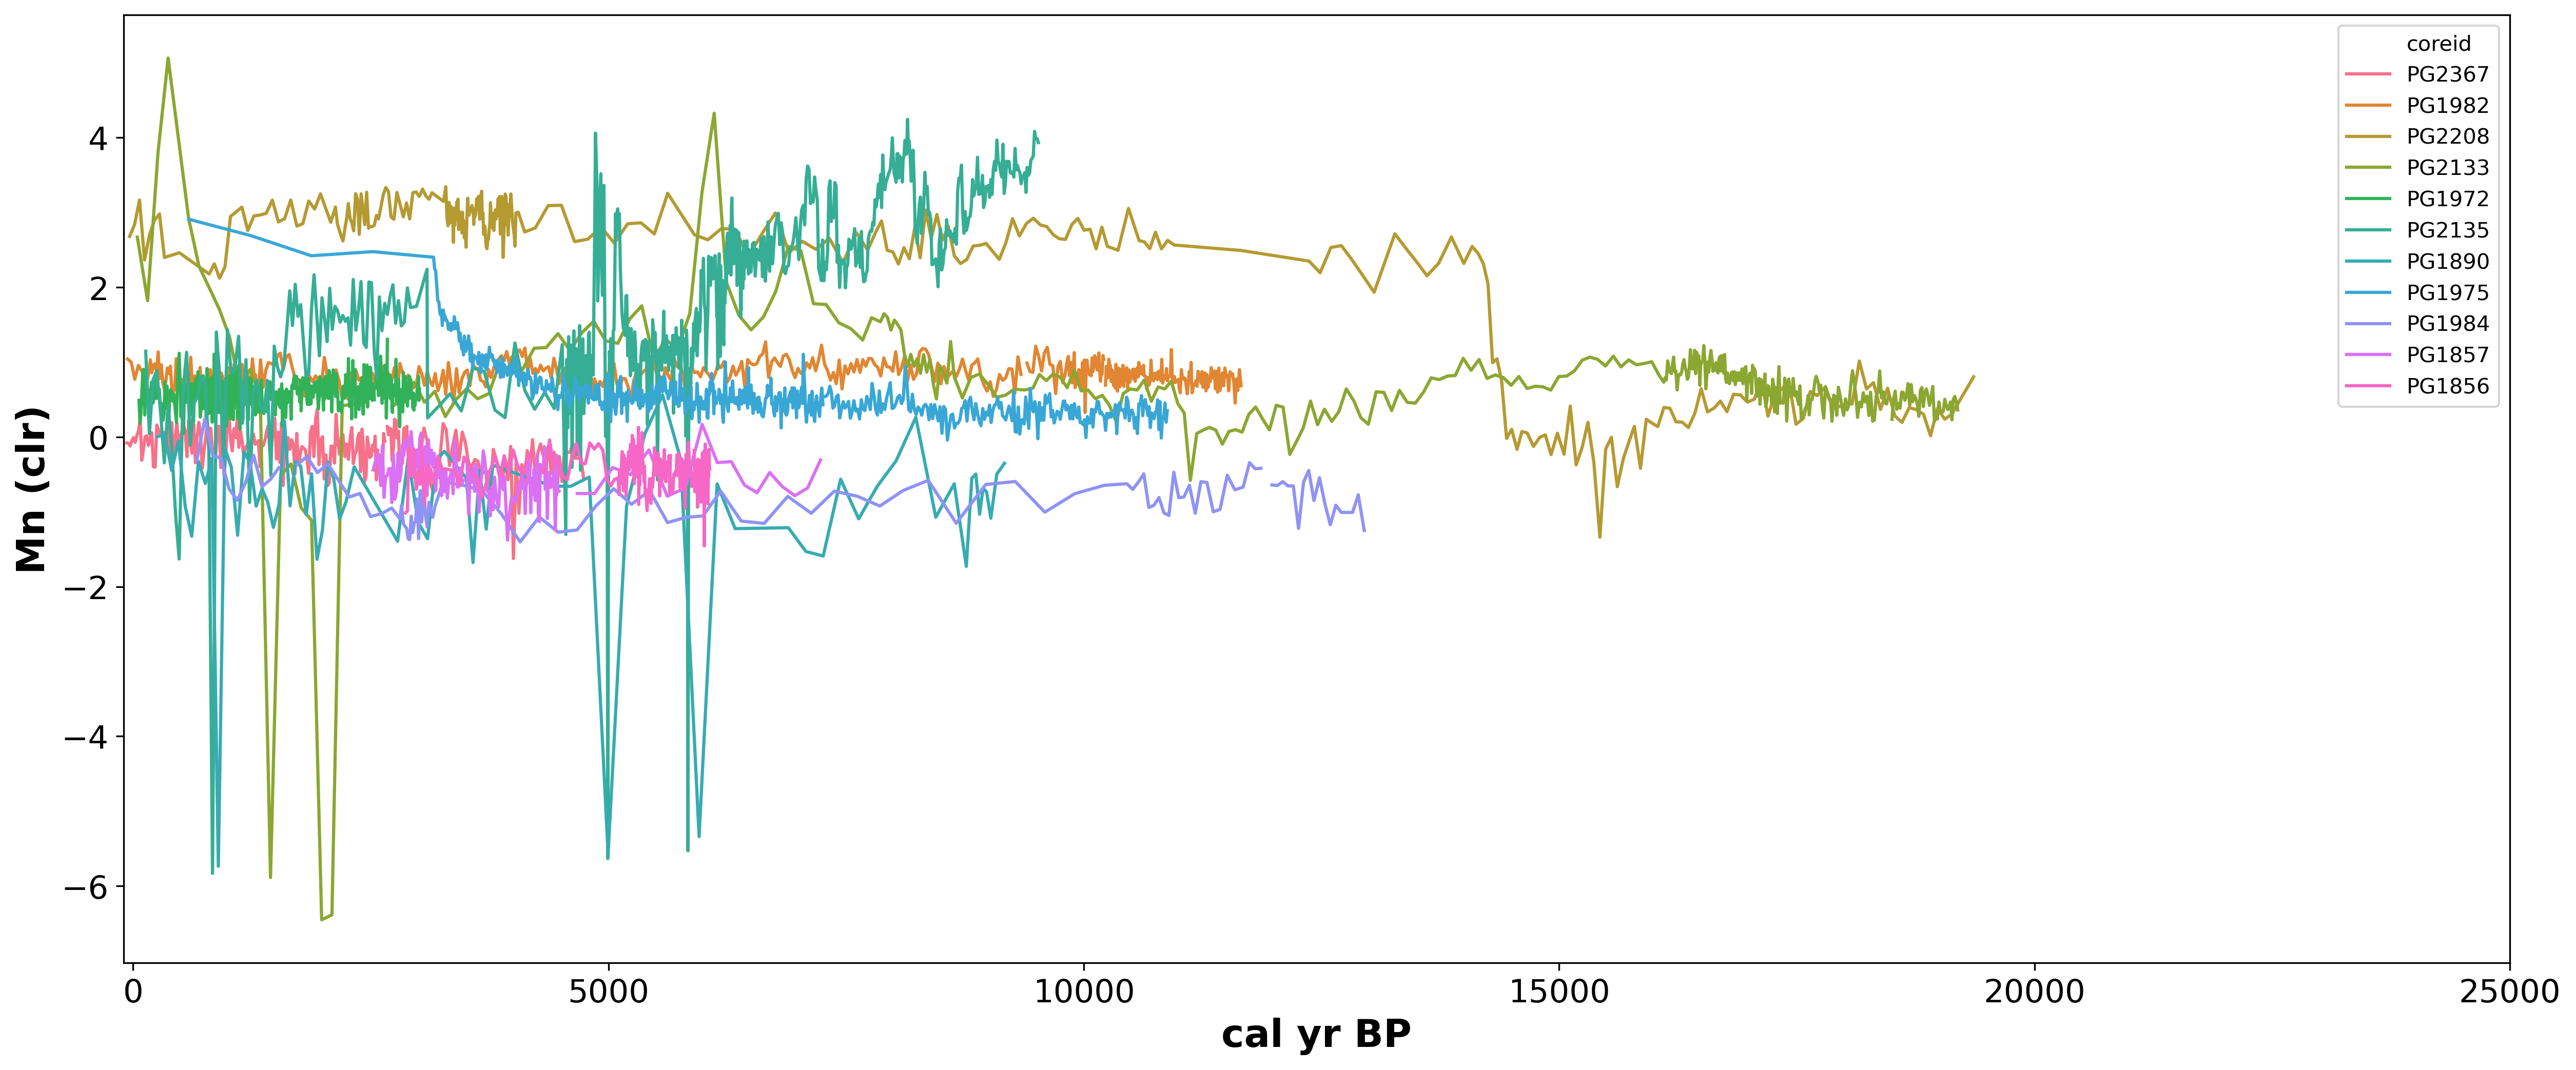 coreid
PG2367
PG1982
PG2208
PG2133
PG1972
PG2135
PG1890
PG1975
PG1984
PG1857
PG1856
Mn (clr)
4
2
0
−2
−4
−6
0 5000 10000 15000 20000 25000
cal yr BP